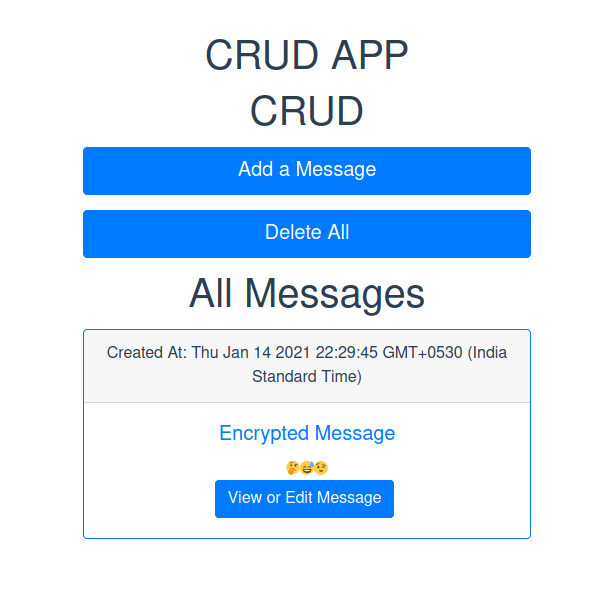 CRUD APP
CRUD
Add a Message
Delete All
All Messages
Created At: Thu Jan 14 2021 22:29:45 GMT+0530 (India
Standard Time)
Encrypted Message
🤔😅😏
View or Edit Message